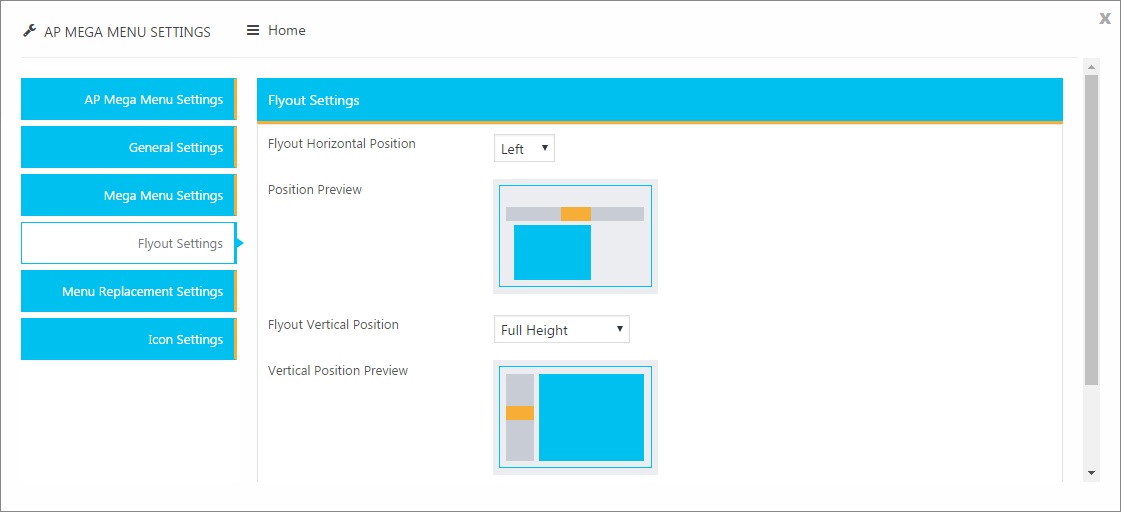 AP MEGA MENU SETTINGS
Home
X
AP Mega Menu Settings
General Settings
Mega Menu Settings
Flyout Settings
Menu Replacement Settings
Icon Settings
Flyout Settings
Flyout Horizontal Position
Left
Position Preview
Flyout Vertical Position
Full Height
Vertical Position Preview